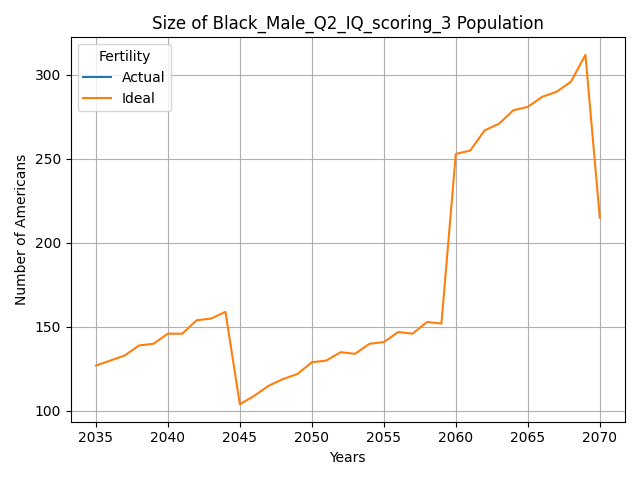 Size of Black_Male_Q2_IQ_scoring_3 Population
Fertility
Actual
Ideal
300
250
200
150
100
Number of Americans
2035 2040 2045 2050 2055 2060 2065 2070
Years